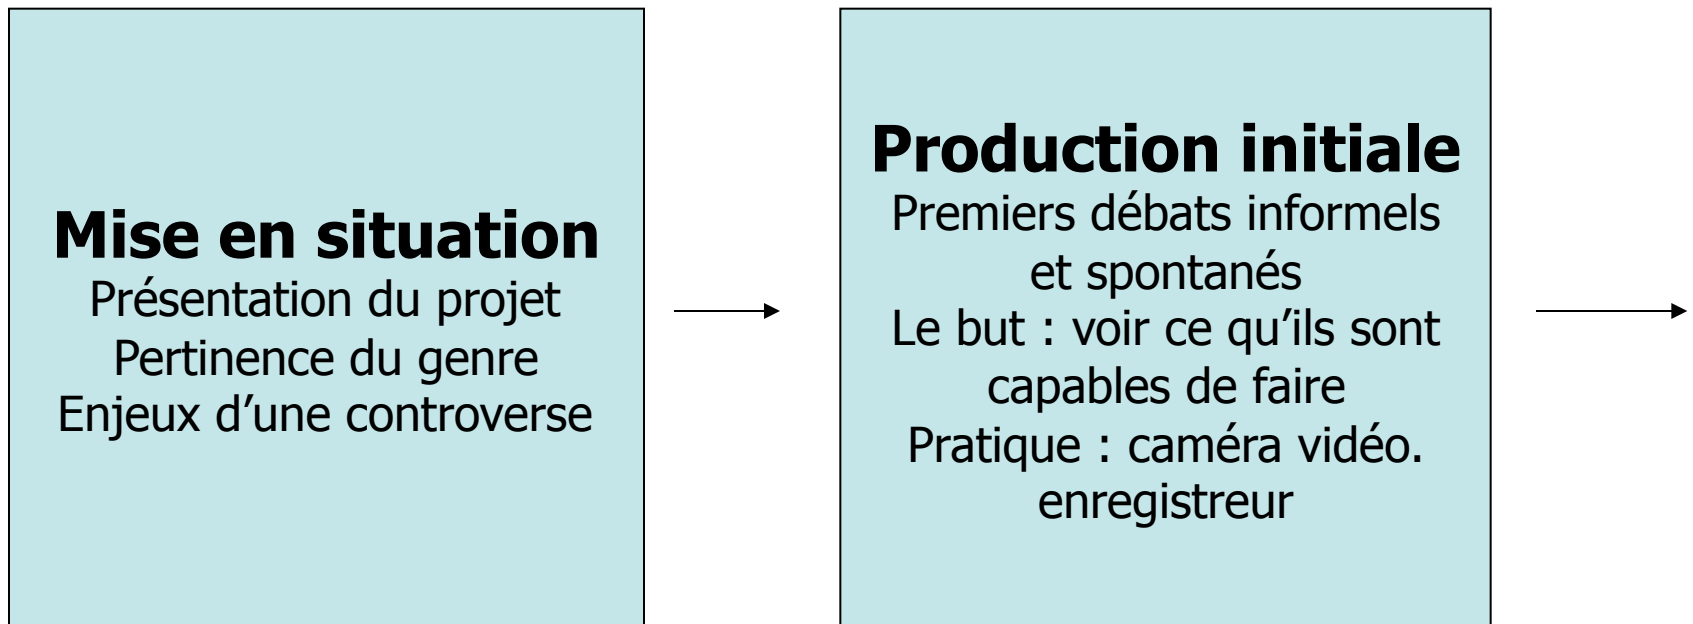 Mise en situation
Présentation du projet
Pertinence du genre
Enjeux d’une controverse
Production initiale
Premiers débats informels
et spontanés
Le but : voir ce qu’ils sont
capables de faire
Pratique : caméra vidéo.
enregistreur